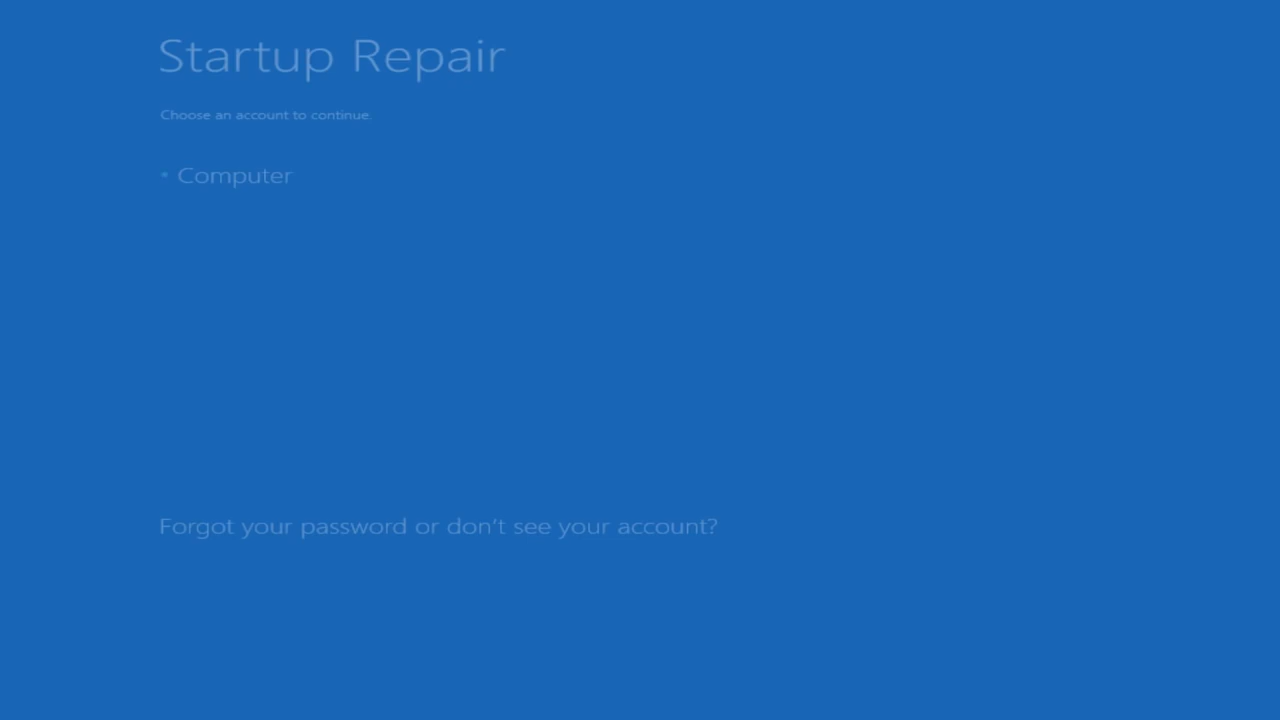 Startup Repair
Choose an account to continue.
• Computer
Forgot your password or don't see your account?